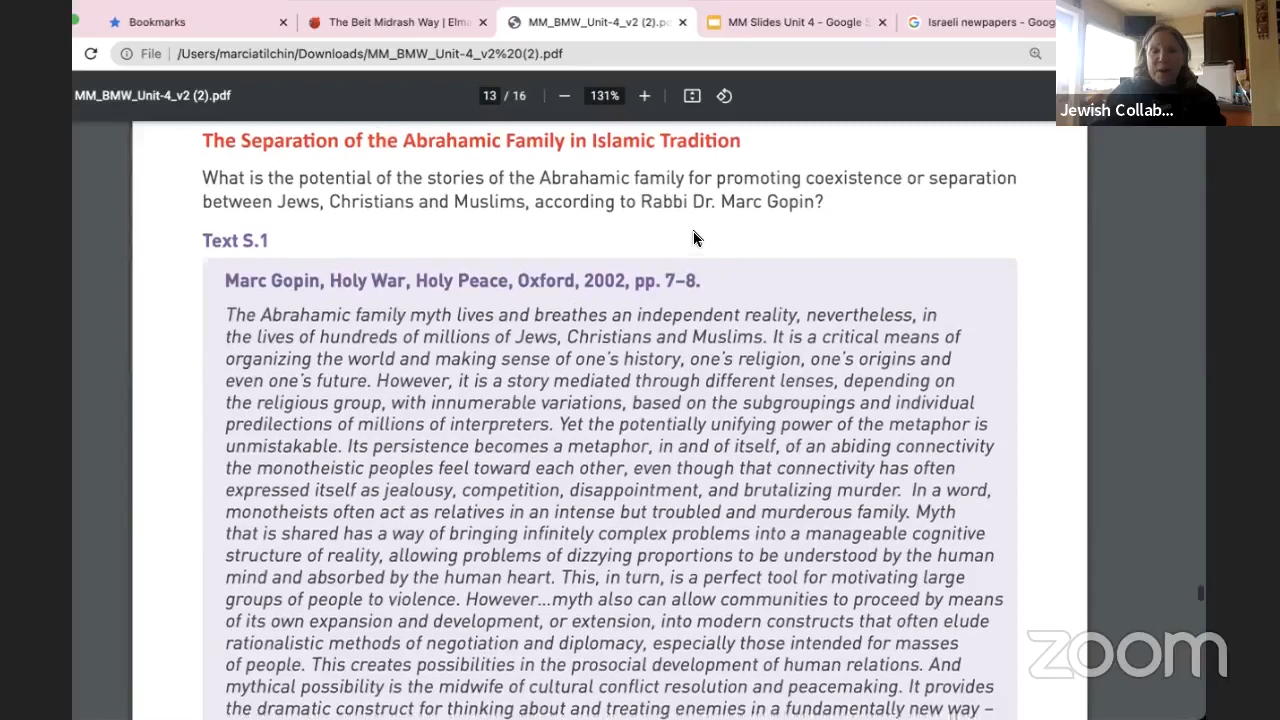 Bookmarks
The Beit Midrash Way | Elma
MM_BMW_Unit-4_v2 (2).pdf
MM Slides Unit 4 – Google S
Israeli newpapers - Goog
File | /Users/marciatilchin/Downloads/MM_BMW_Unit-4_v2%20(2).pdf
MM_BMW_Unit-4_v2 (2).pdf
13 / 16
131%
Jewish Collab...
The Separation of the Abrahamic Family in Islamic Tradition
What is the potential of the stories of the Abrahamic family for promoting coexistence or separation
between Jews, Christians and Muslims, according to Rabbi Dr. Marc Gopin?
Text S.1
Marc Gopin, Holy War, Holy Peace, Oxford, 2002, pp. 7–8.
The Abrahamic family myth lives and breathes an independent reality, nevertheless, in
the lives of hundreds of millions of Jews, Christians and Muslims. It is a critical means of
organizing the world and making sense of one's history, one's religion, one's origins and
even one's future. However, it is a story mediated through different lenses, depending on
the religious group, with innumerable variations, based on the subgroupings and individual
predilections of millions of interpreters. Yet the potentially unifying power of the metaphor is
unmistakable. Its persistence becomes a metaphor, in and of itself, of an abiding connectivity
the monotheistic peoples feel toward each other, even though that connectivity has often
expressed itself as jealousy, competition, disappointment, and brutalizing murder. In a word,
monotheists often act as relatives in an intense but troubled and murderous family. Myth
that is shared has a way of bringing infinitely complex problems into a manageable cognitive
structure of reality, allowing problems of dizzying proportions to be understood by the human
mind and absorbed by the human heart. This, in turn, is a perfect tool for motivating large
groups of people to violence. However...myth also can allow communities to proceed by means
of its own expansion and development, or extension, into modern constructs that often elude
rationalistic methods of negotiation and diplomacy, especially those intended for masses
of people. This creates possibilities in the prosocial development of human relations. And
mythical possibility is the midwife of cultural conflict resolution and peacemaking. It provides
the dramatic construct for thinking about and treating enemies in a fundamentally new way –
zoom